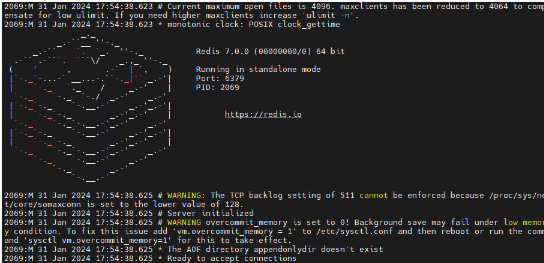 2069:M 31 Jan 2024 17:54:38.623 # Current maximum open files is 4096. maxclients has been reduced to 4064 to comp
ensate for low ulimit. If you need higher maxclients increase 'ulimit -n'.
2069:M 31 Jan 2024 17:54:38.623 * monotonic clock: POSIX clock_gettime
Redis 7.0.0 (00000000/0) 64 bit
Running in standalone mode
Port: 6379
PID: 2069
https://redis.io
2069:M 31 Jan 2024 17:54:38.625 # WARNING: The TCP backlog setting of 511 cannot be enforced because /proc/sys/ne
t/core/somaxconn is set to the lower value of 128.
2069:M 31 Jan 2024 17:54:38.625 # Server initialized
2069:M 31 Jan 2024 17:54:38.625 # WARNING overcommit_memory is set to 0! Background save may fail under low memor
y condition. To fix this issue add 'vm.overcommit_memory = 1' to /etc/sysctl.conf and then reboot or run the comm
and 'sysctl vm.overcommit_memory=1' for this to take effect.
2069:M 31 Jan 2024 17:54:38.625 * The AOF directory appendonlydir doesn't exist
2069:M 31 Jan 2024 17:54:38.625 * Ready to accept connections